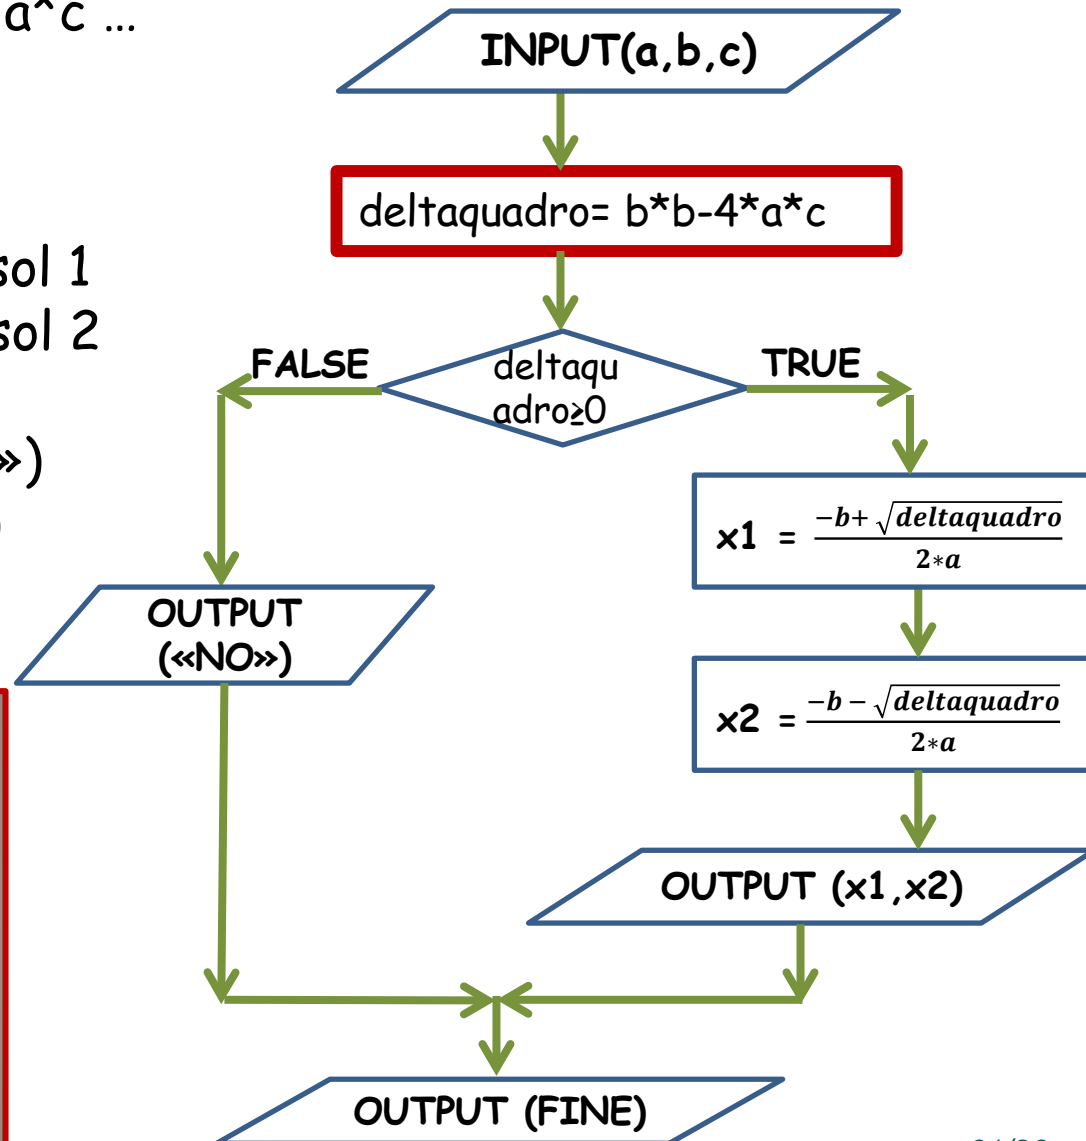 a*c ...
INPUT(a,b,c)
deltaquadro= b*b-4*a*c
sol 1
sol 2
FALSE
deltaqu
adro≥0
TRUE
»)
)
x1 = −b+ √deltaquadro
2∗a
OUTPUT
(«NO»)
x2 = −b − √deltaquadro
2∗a
OUTPUT (x1,x2)
OUTPUT (FINE)